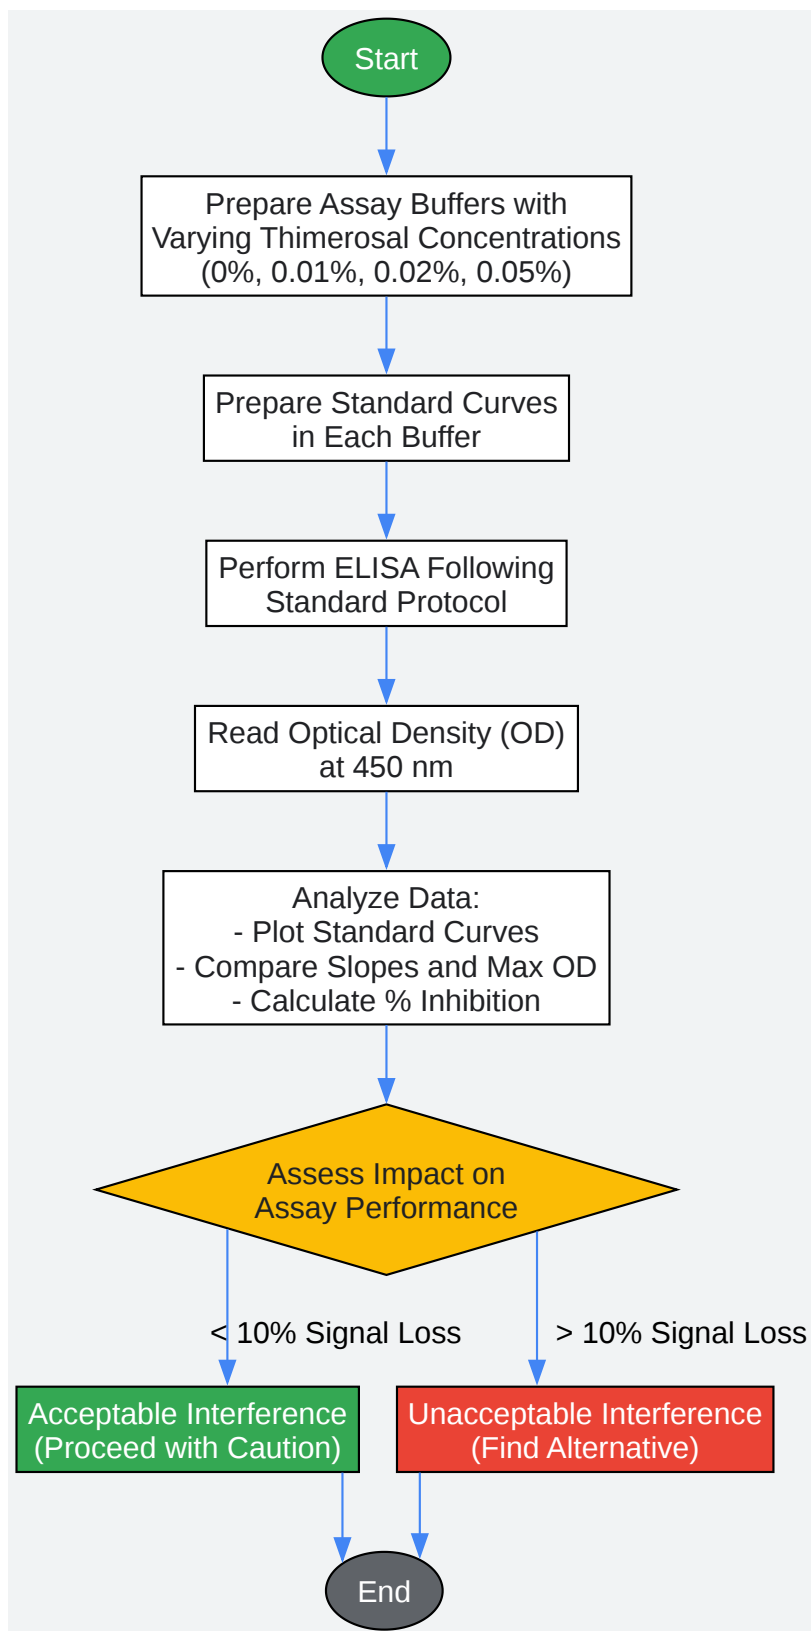 Start
Prepare Assay Buffers with
Varying Thimerosal Concentrations
(0%, 0.01%, 0.02%, 0.05%)
Prepare Standard Curves
in Each Buffer
Perform ELISA Following
Standard Protocol
Read Optical Density (OD)
at 450 nm
Analyze Data:
- Plot Standard Curves
- Compare Slopes and Max OD
- Calculate % Inhibition
Assess Impact on
Assay Performance
< 10% Signal Loss
> 10% Signal Loss
Acceptable Interference
(Proceed with Caution)
Unacceptable Interference
(Find Alternative)
End